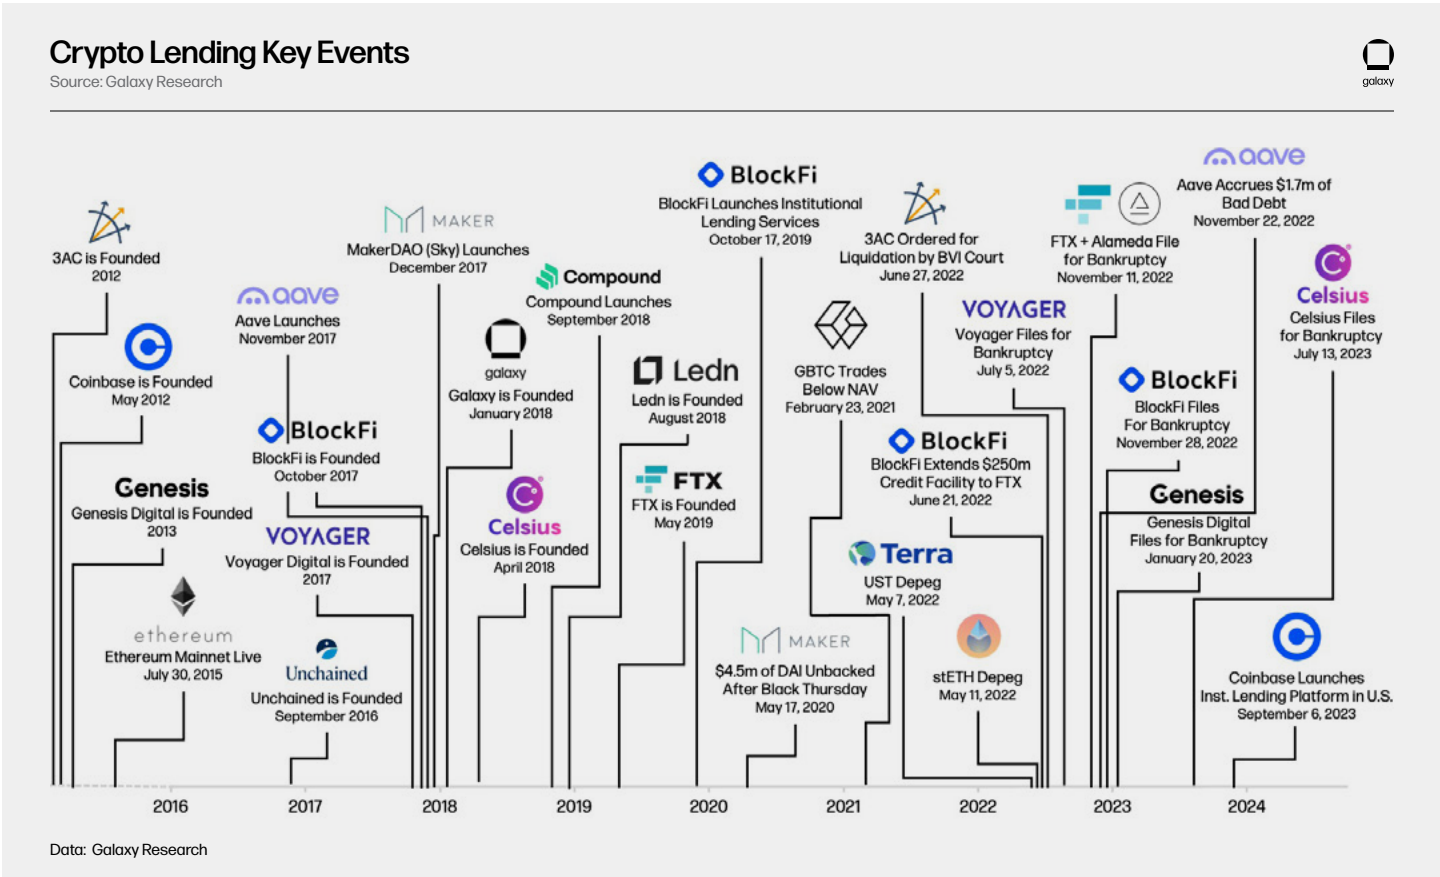 Crypto Lending Key Events
Source: Galaxy Research
galaxy
3AC is Founded
2012
Coinbase is Founded
May 2012
Genesis
Genesis Digital is Founded
2013
ethereum
Ethereum Mainnet Live
July 30, 2015
aave
Aave Launches
November 2017
BlockFi
BlockFi is Founded
October 2017
VOYAGER
Voyager Digital is Founded
2017
Unchained
Unchained is Founded
September 2016
MAKER
MakerDAO (Sky) Launches
December 2017
galaxy
Galaxy is Founded
January 2018
Celsius
Celsius is Founded
April 2018
Compound
Compound Launches
September 2018
Ledn
Ledn is Founded
August 2018
FTX
FTX is Founded
May 2019
BlockFi
BlockFi Launches Institutional
Lending Services
October 17, 2019
MAKER
$4.5m of DAI Unbacked
After Black Thursday
May 17, 2020
GBTC Trades
Below NAV
February 23, 2021
3AC Ordered for
Liquidation by BVI Court
June 27, 2022
BlockFi
BlockFi Extends $250m
Credit Facility to FTX
June 21, 2022
Terra
UST Depeg
May 7, 2022
stETH Depeg
May 11, 2022
VOYAGER
Voyager Files for
Bankruptcy
July 5, 2022
FTX + Alameda File
for Bankruptcy
November 11, 2022
aave
Aave Accrues $1.7m of
Bad Debt
November 22, 2022
BlockFi
BlockFi Files
For Bankruptcy
November 28, 2022
Genesis
Genesis Digital
Files for Bankruptcy
January 20, 2023
Celsius
Celsius Files
for Bankruptcy
July 13, 2023
Coinbase Launches
Inst. Lending Platform in U.S.
September 6, 2023
2016 2017 2018 2019 2020 2021 2022 2023 2024
Data: Galaxy Research